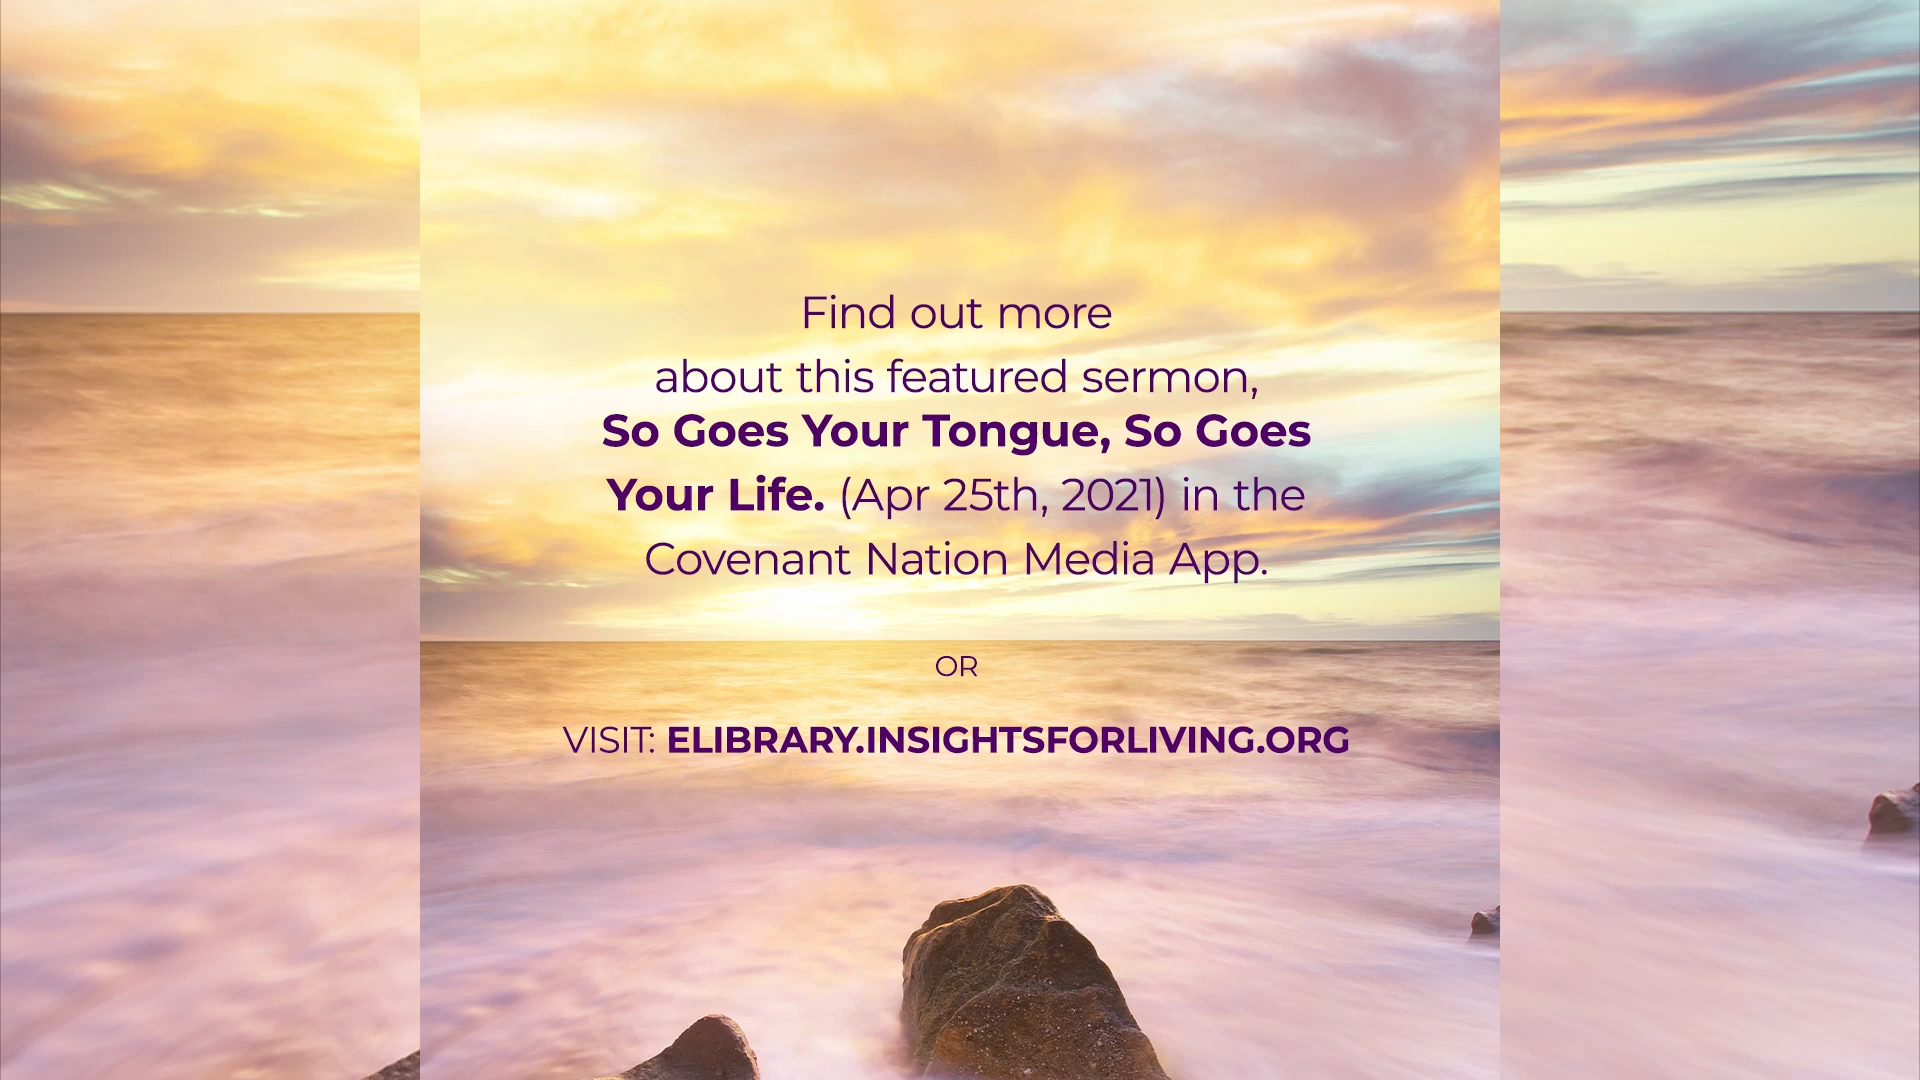 Find out more
about this featured sermon,
So Goes Your Tongue, So Goes
Your Life. (Apr 25th, 2021) in the
Covenant Nation Media App.
OR
VISIT: ELIBRARY.INSIGHTSFORLIVING.ORG